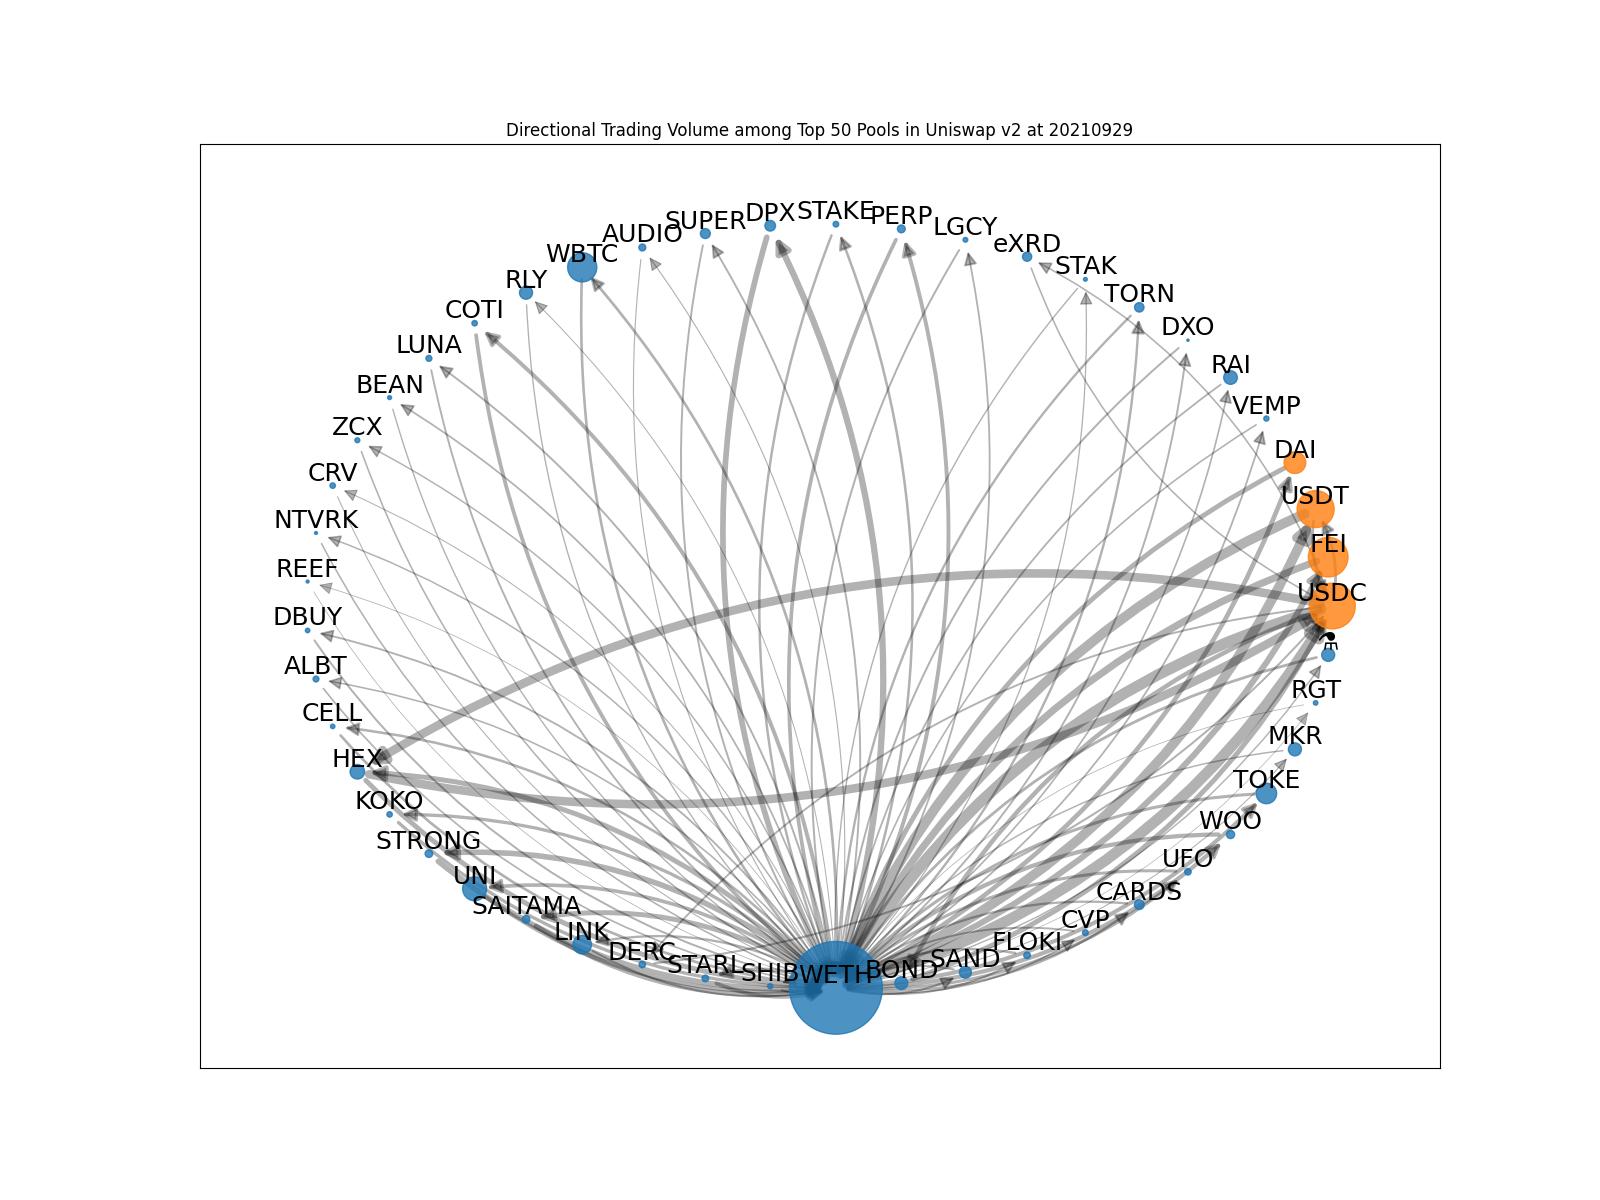 Directional Trading Volume among Top 50 Pools in Uniswap v2 at 20210929
DPX
STAKE
PERP
SUPER
LGCY
AUDIO
eXRD
WBTC
STAK
RLY
TORN
COTI
DXO
LUNA
RAI
BEAN
VEMP
ZCX
DAI
CRV
USDT
NTVRK
FEI
REEF
USDC
DBUY
⚗
ALBT
RGT
CELL
MKR
HEX
TOKE
KOKO
WOO
STRONG
UFO
UNI
CARDS
SAITAMA
CVP
LINK
FLOKI
DERC
SAND
STARL
BOND
SHIB
WETH